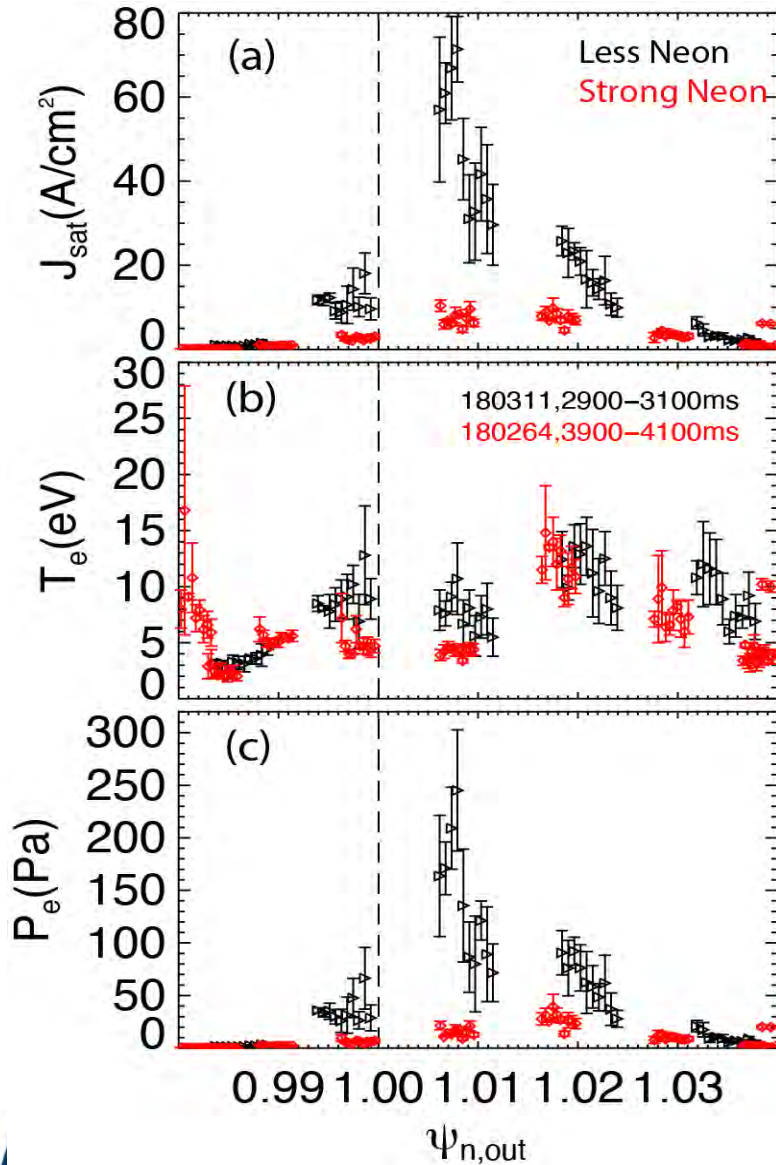 80
60
40
20
0
J_sat(A/cm²)
(a)
Less Neon
Strong Neon
30
25
20
15
10
5
0
T_e(eV)
(b)
180311,2900-3100ms
180264,3900-4100ms
300
250
200
150
100
50
0
P_e(Pa)
(c)
0.99 1.00 1.01 1.02 1.03
Ψ_n,out